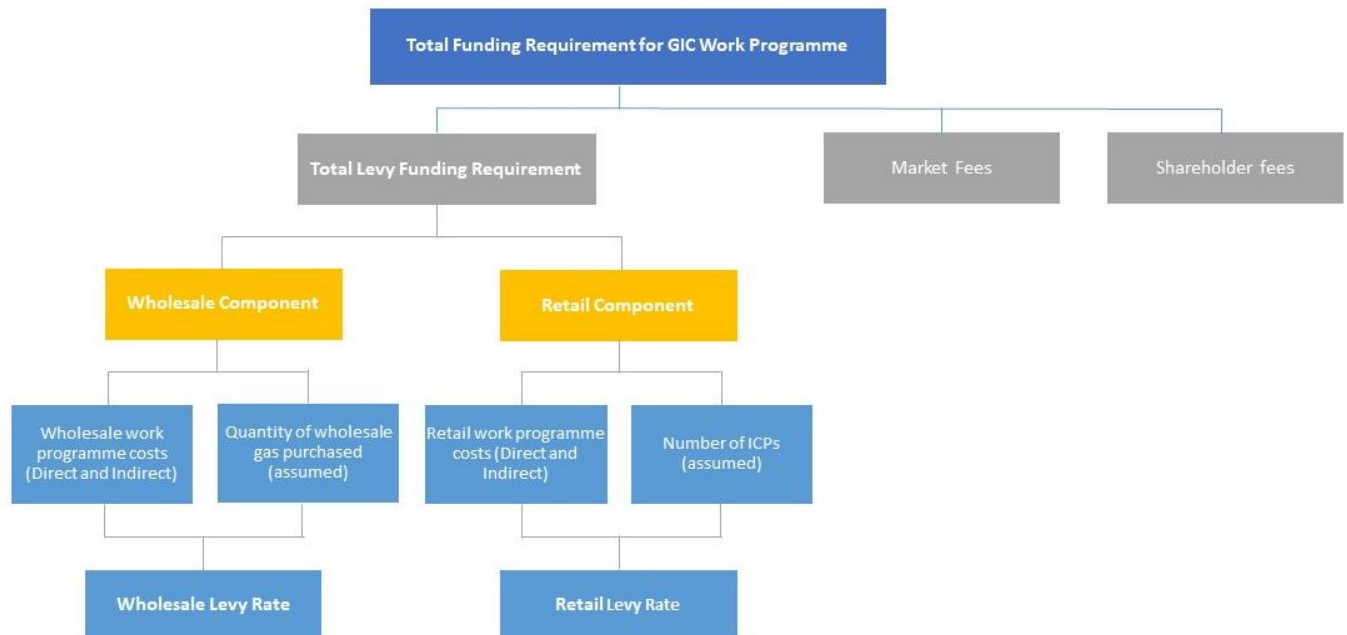 Total Funding Requirement for GIC Work Programme
Total Levy Funding Requirement
Market Fees
Shareholder fees
Wholesale Component
Retail Component
Wholesale work
programme costs
(Direct and Indirect)
Quantity of wholesale
gas purchased
(assumed)
Retail work programme
costs (Direct and
Indirect)
Number of ICPs
(assumed)
Wholesale Levy Rate
Retail Levy Rate